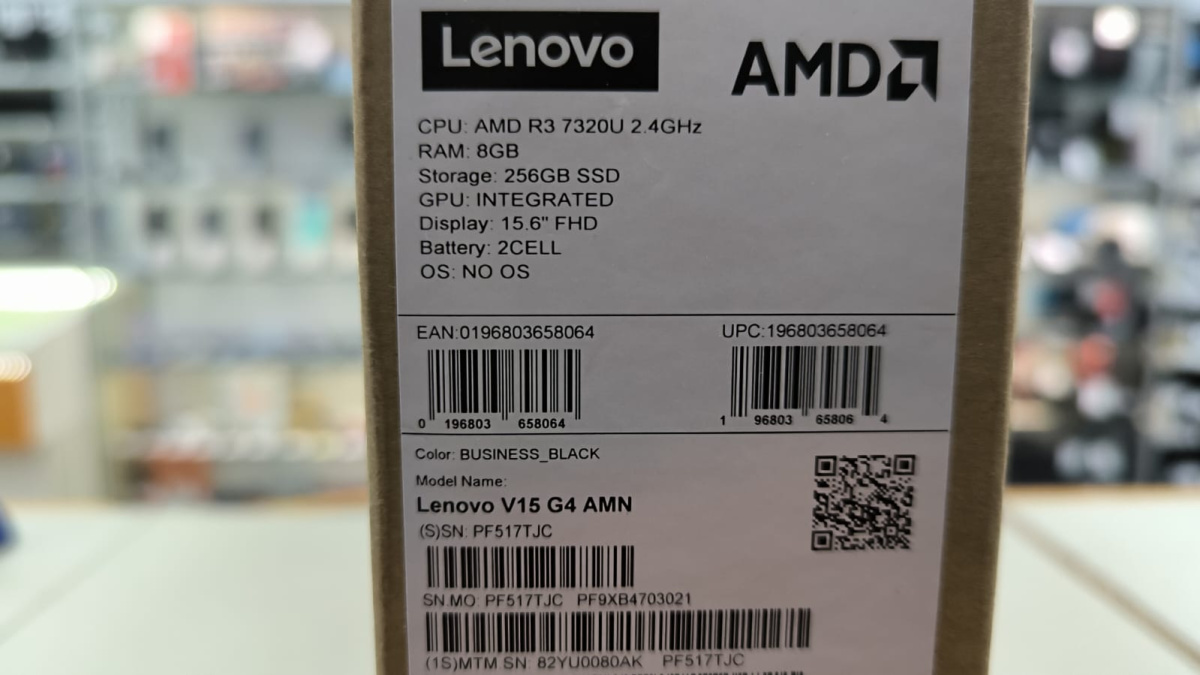 Lenovo
AMD
CPU: AMD R3 7320U 2.4GHz
RAM: 8GB
Storage: 256GB SSD
GPU: INTEGRATED
Display: 15.6" FHD
Battery: 2CELL
OS: NO OS
EAN:0196803658064 UPC:196803658064
0 196803 658064 1 96803 65806 4
Color: BUSINESS_BLACK
Model Name:
Lenovo V15 G4 AMN
(S)SN: PF517TJC
SN.MO: PF517TJC PF9XB4703021
(1S)MTM SN: 82YU0080AK PF517TJC